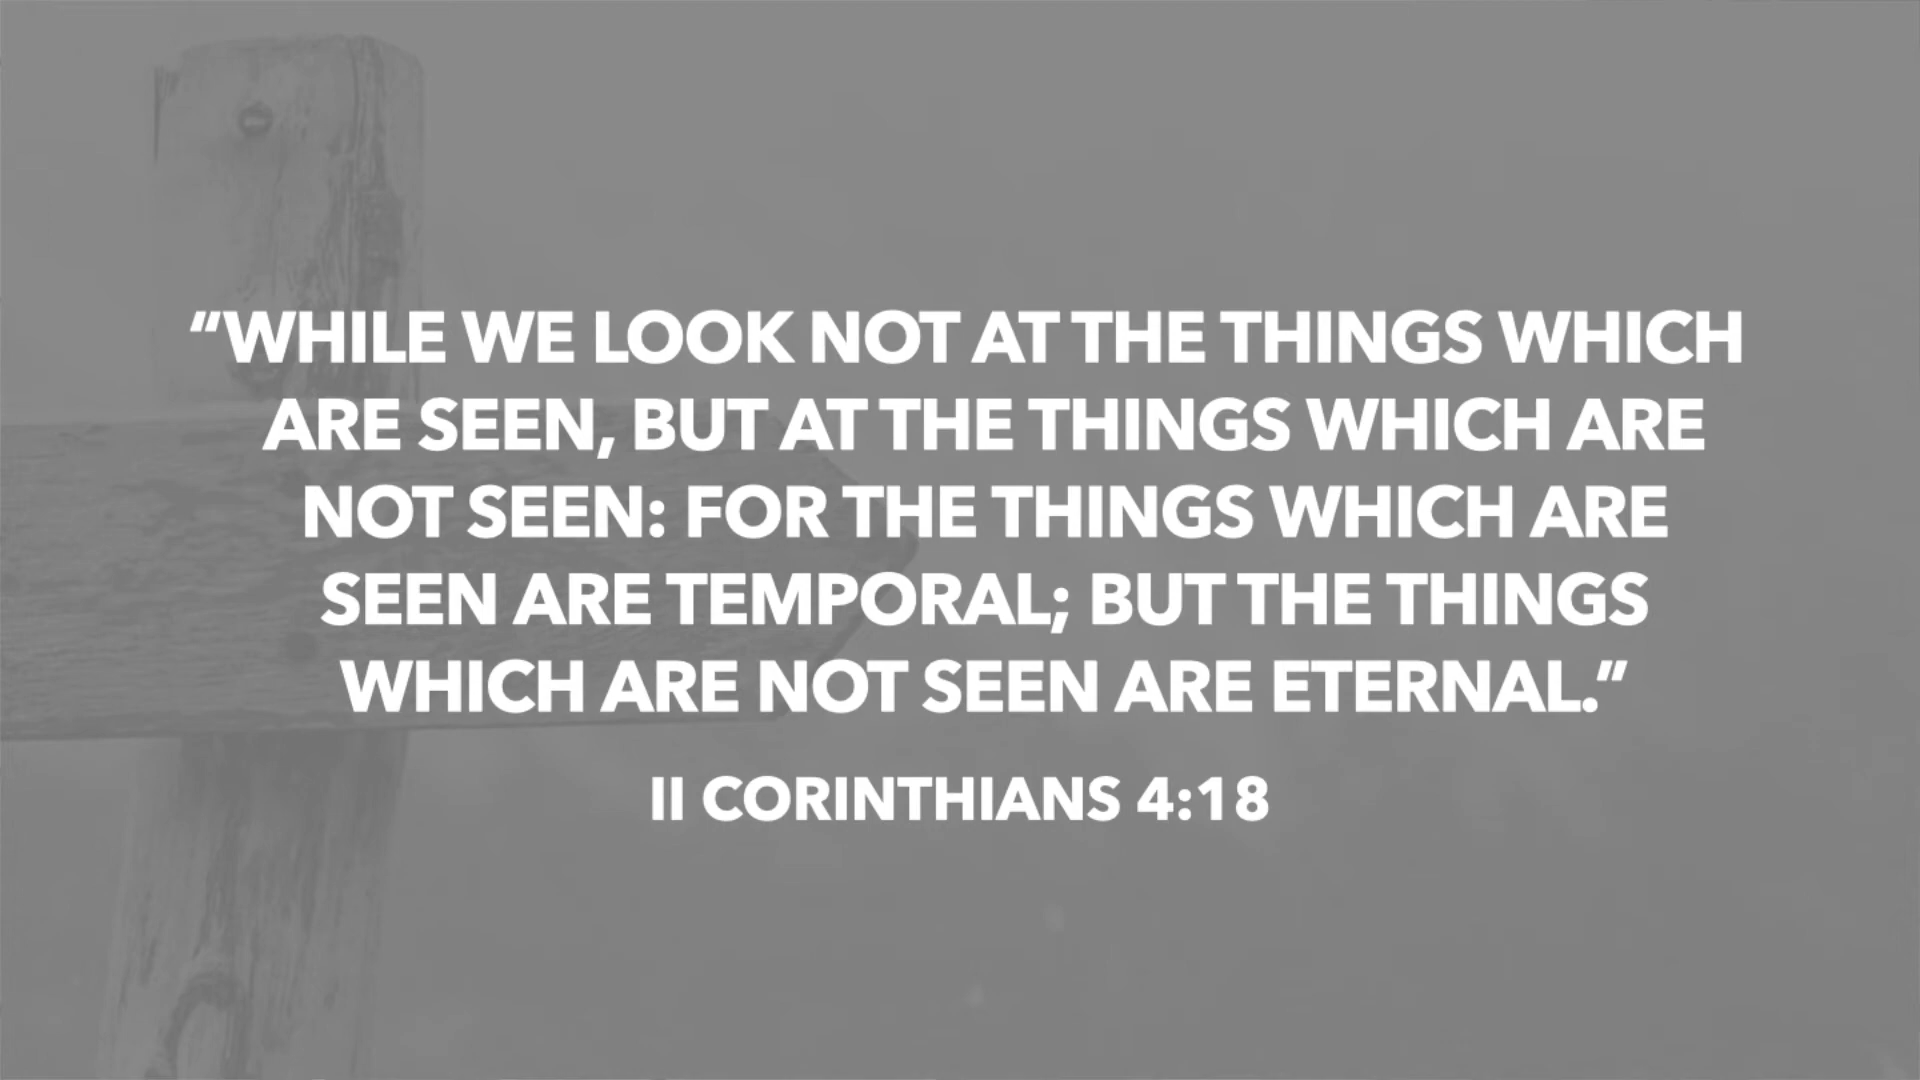 “WHILE WE LOOK NOT AT THE THINGS WHICH
ARE SEEN, BUT AT THE THINGS WHICH ARE
NOT SEEN: FOR THE THINGS WHICH ARE
SEEN ARE TEMPORAL; BUT THE THINGS
WHICH ARE NOT SEEN ARE ETERNAL.”
II CORINTHIANS 4:18